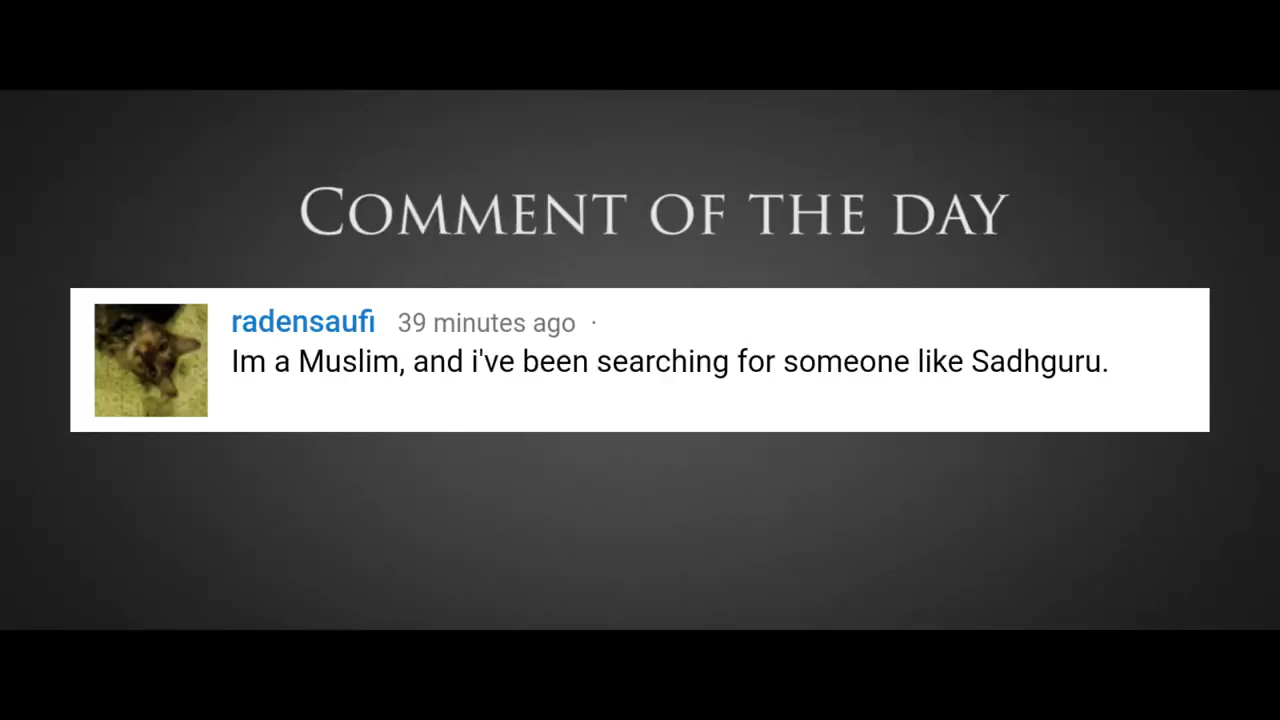 Comment of the day
radensaufi 39 minutes ago ·
Im a Muslim, and i've been searching for someone like Sadhguru.